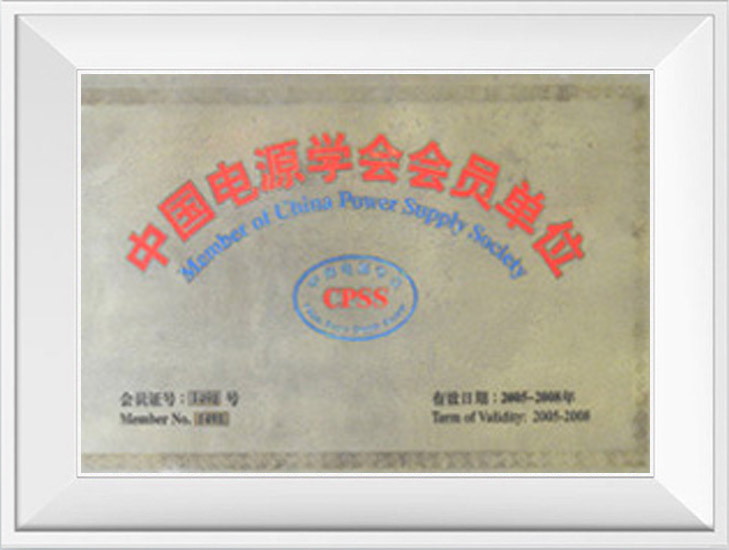 中国电源学会会员单位
Member of China Power Supply Society
CPSS
会员证号: 号
Member No.
有效日期:2005-2008年
Term of Validity: 2005-2008